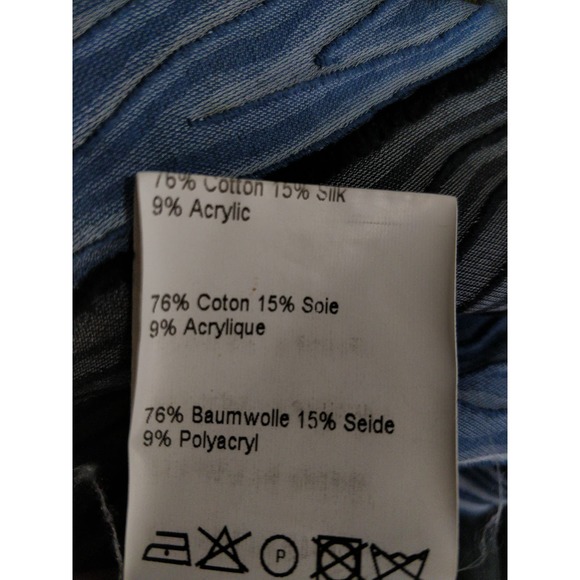 76% Cotton 15% Silk
9% Acrylic
76% Coton 15% Soie
9% Acrylique
76% Baumwolle 15% Seide
9% Polyacryl
P